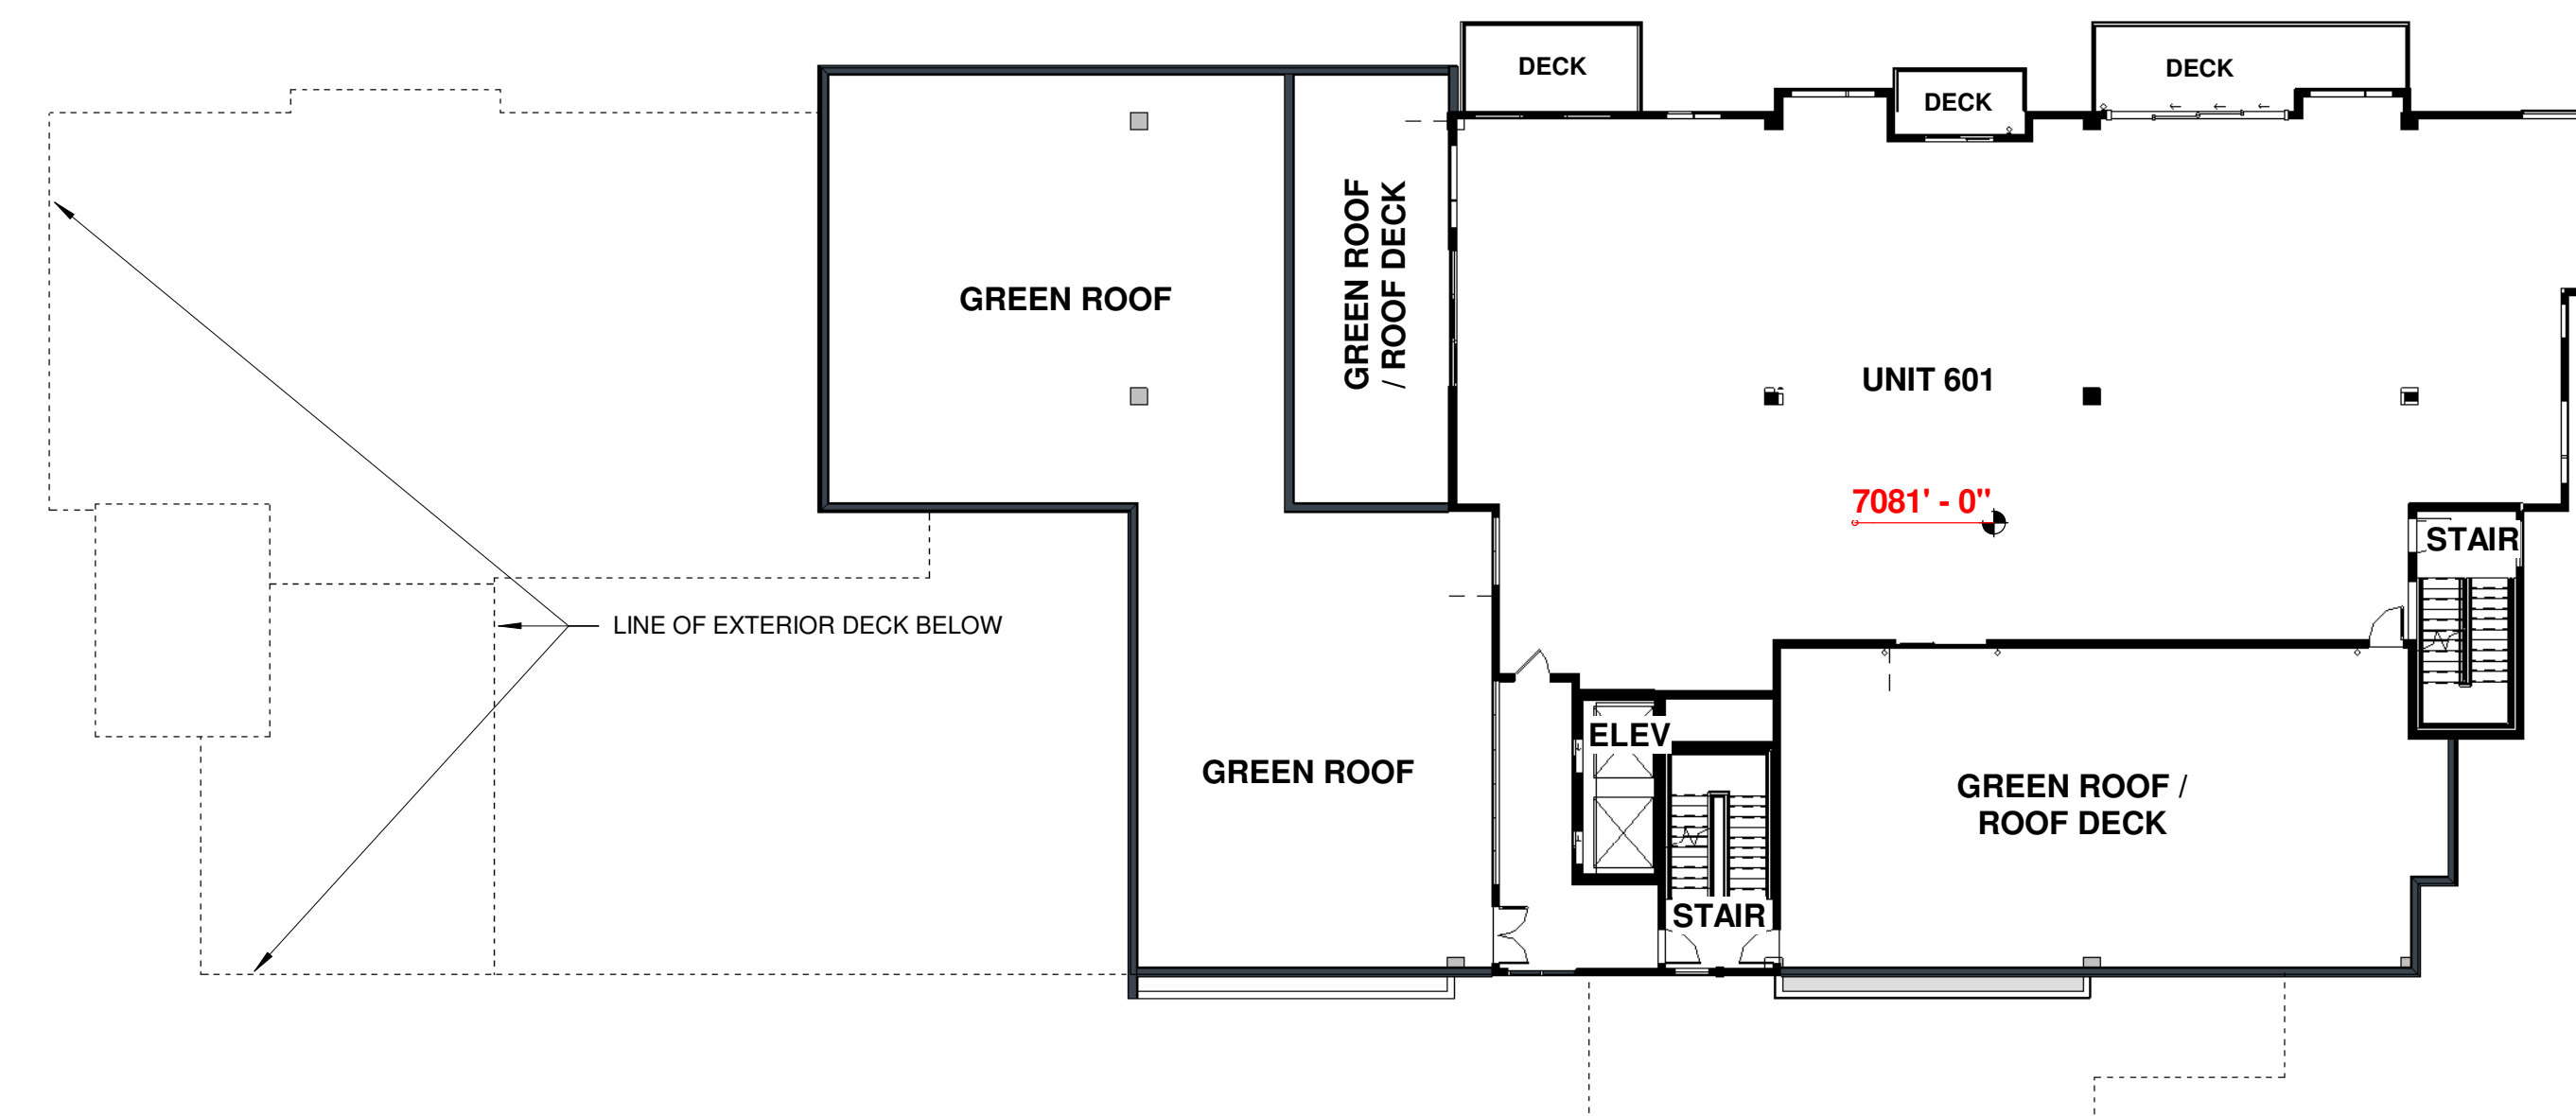 DECK
DECK
DECK
GREEN ROOF
GREEN ROOF
/ ROOF DECK
UNIT 601
7081' - 0"
STAIR
LINE OF EXTERIOR DECK BELOW
ELEV
GREEN ROOF
GREEN ROOF /
ROOF DECK
STAIR